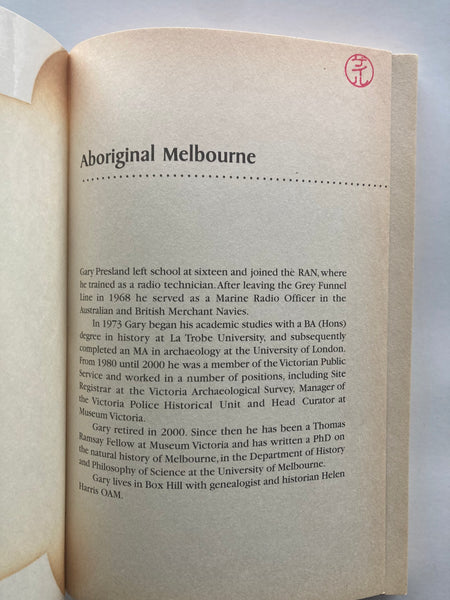 Aboriginal Melbourne
Gary Presland left school at sixteen and joined the RAN, where
he trained as a radio technician. After leaving the Grey Funnel
Line in 1968 he served as a Marine Radio Officer in the
Australian and British Merchant Navies.
In 1973 Gary began his academic studies with a BA (Hons)
degree in history at La Trobe University, and subsequently
completed an MA in archaeology at the University of London.
From 1980 until 2000 he was a member of the Victorian Public
Service and worked in a number of positions, including Site
Registrar at the Victoria Archaeological Survey, Manager of
the Victoria Police Historical Unit and Head Curator at
Museum Victoria.
Gary retired in 2000. Since then he has been a Thomas
Ramsay Fellow at Museum Victoria and has written a PhD on
the natural history of Melbourne, in the Department of History
and Philosophy of Science at the University of Melbourne.
Gary lives in Box Hill with genealogist and historian Helen
Harris OAM.